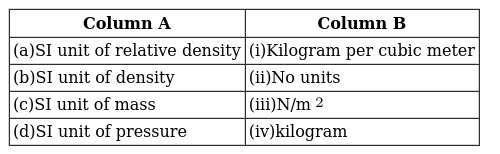 Column A Column B
(a)SI unit of relative density (i)Kilogram per cubic meter
(b)SI unit of density (ii)No units
(c)SI unit of mass (iii)N/m 2
(d)SI unit of pressure (iv)kilogram